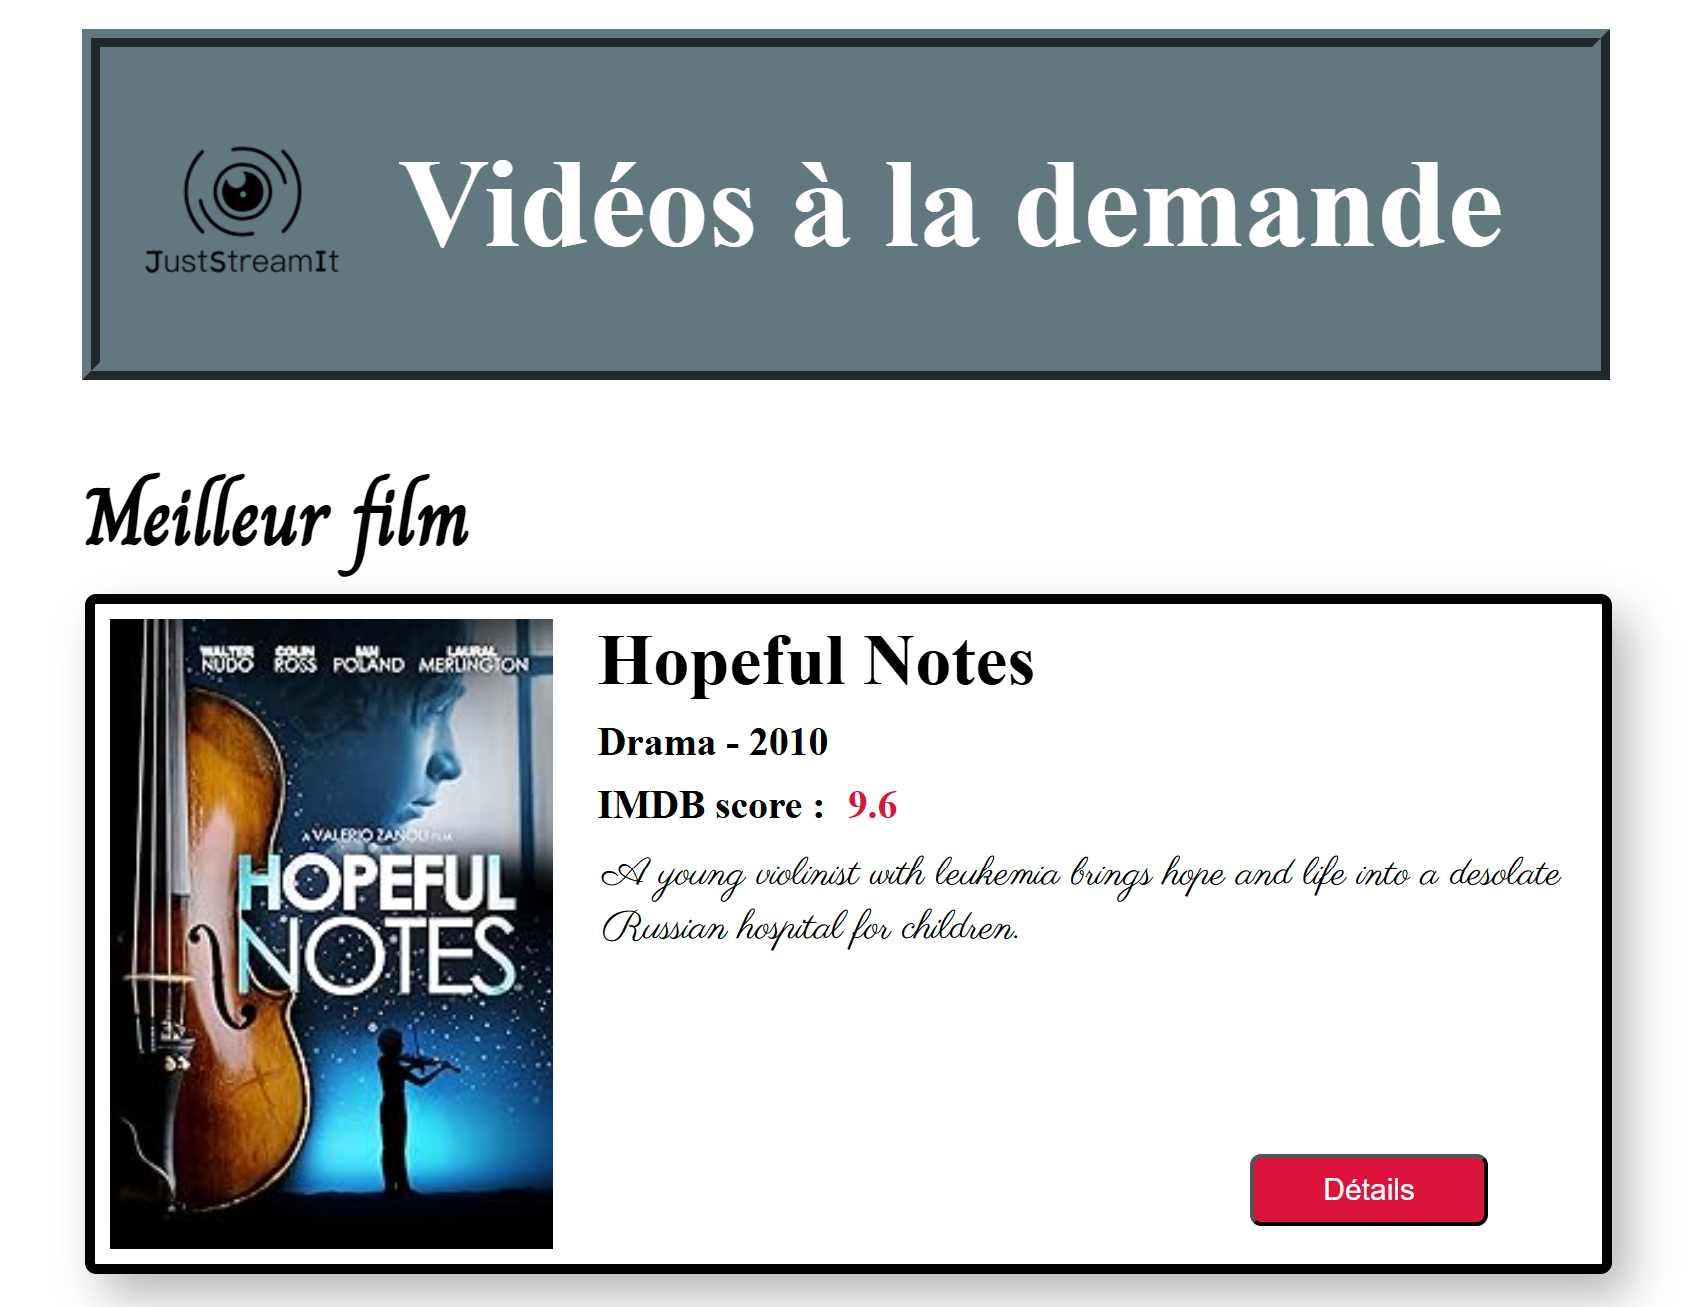 JustStreamIt
Vidéos à la demande
Meilleur film
WALTER NUDO COLIN ROSS IAN POLAND LAURAL MERLINGTON
A VALERIO ZANOLI FILM
HOPEFUL
NOTES
Hopeful Notes
Drama - 2010
IMDB score : 9.6
A young violinist with leukemia brings hope and life into a desolate
Russian hospital for children.
Détails